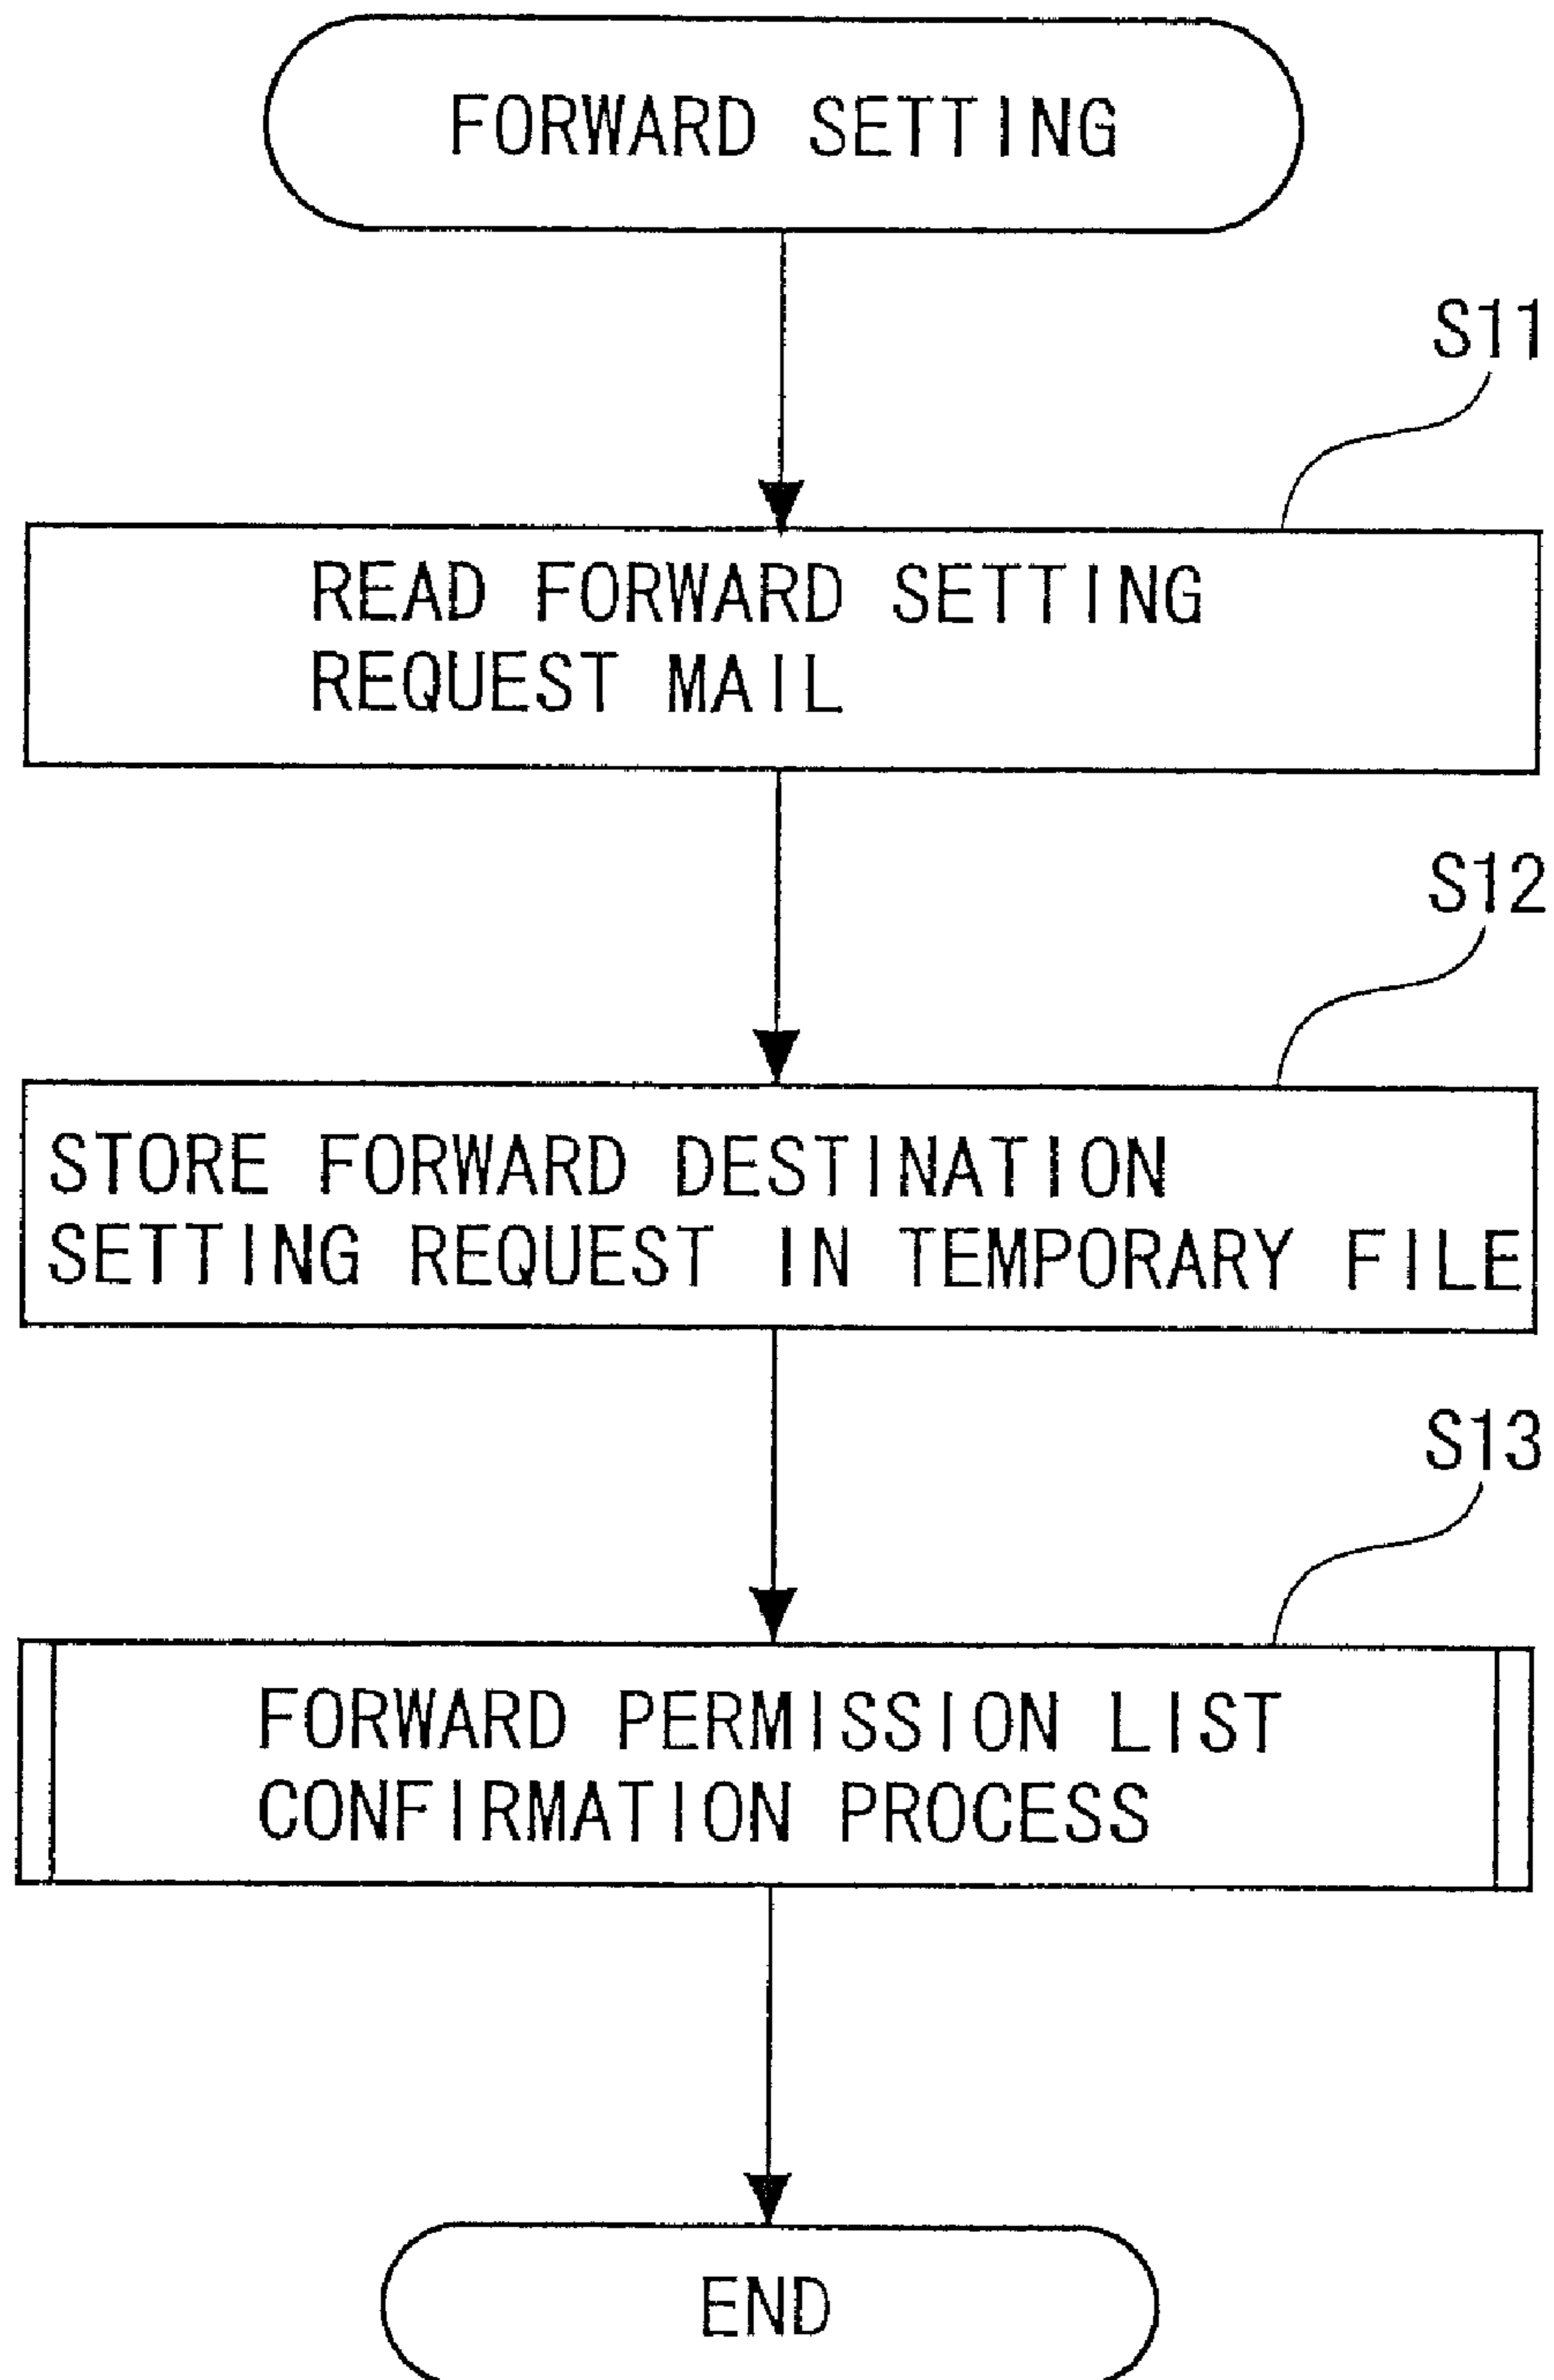 FORWARD SETTING
S11
READ FORWARD SETTING
REQUEST MAIL
S12
STORE FORWARD DESTINATION
SETTING REQUEST IN TEMPORARY FILE
S13
FORWARD PERMISSION LIST
CONFIRMATION PROCESS
END